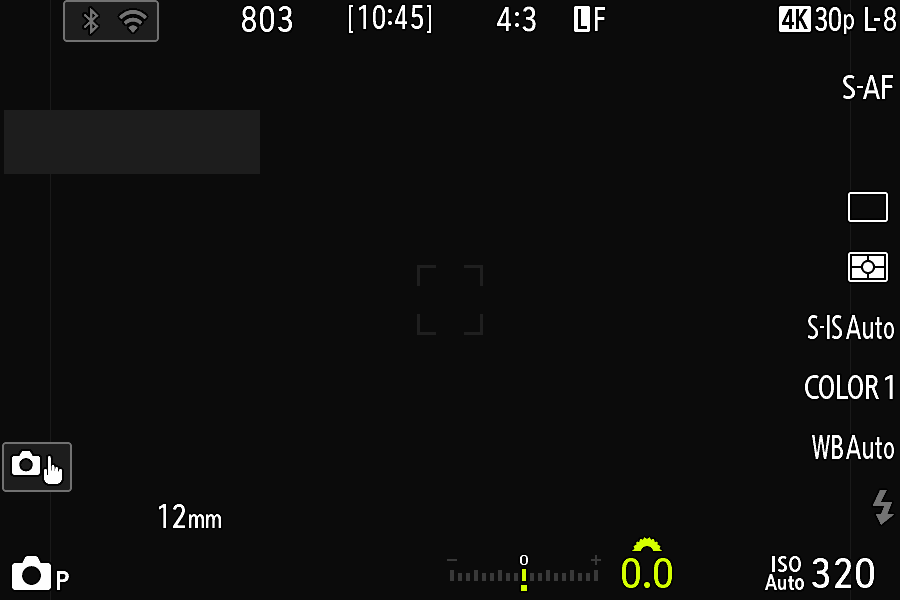 803 [10:45] 4:3 LF 4K 30p L-8
S-AF
S-IS Auto
COLOR 1
WB Auto
12mm
P
− 0 + 0.0
ISO Auto 320